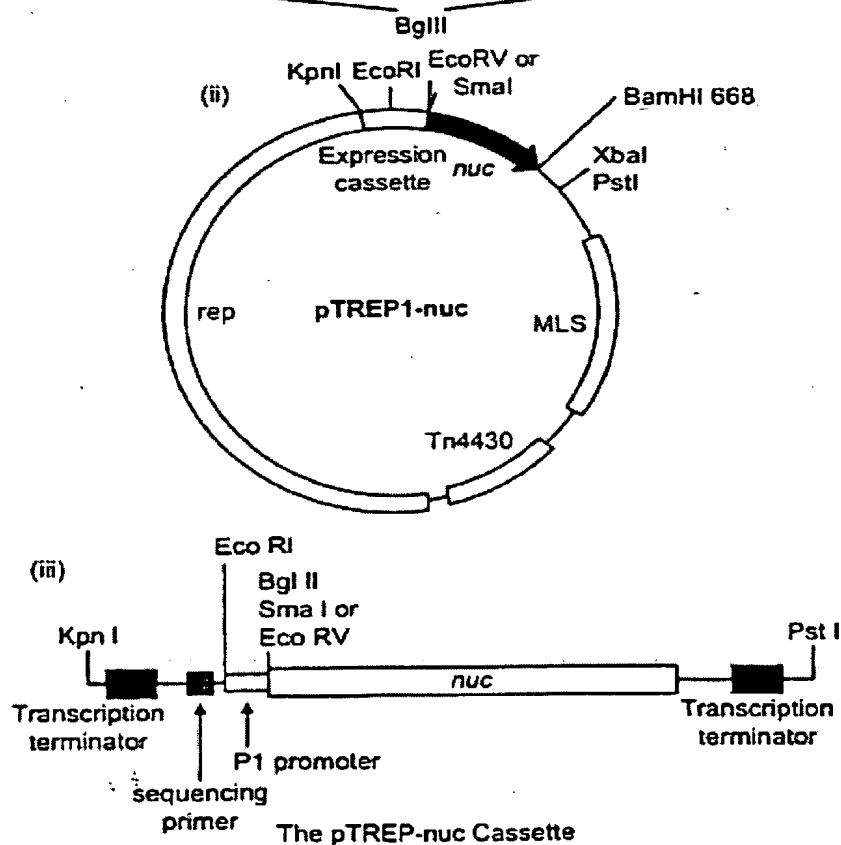 BglII
(ii)
KpnI EcoRI EcoRV or
SmaI
BamHI 668
Expression
cassette
nuc
XbaI
PstI
rep
pTREP1-nuc
MLS
Tn4430
(iii)
Eco RI
Bgl II
Sma I or
Eco RV
Kpn I
Pst I
nuc
Transcription
terminator
Transcription
terminator
P1 promoter
sequencing
primer
The pTREP-nuc Cassette